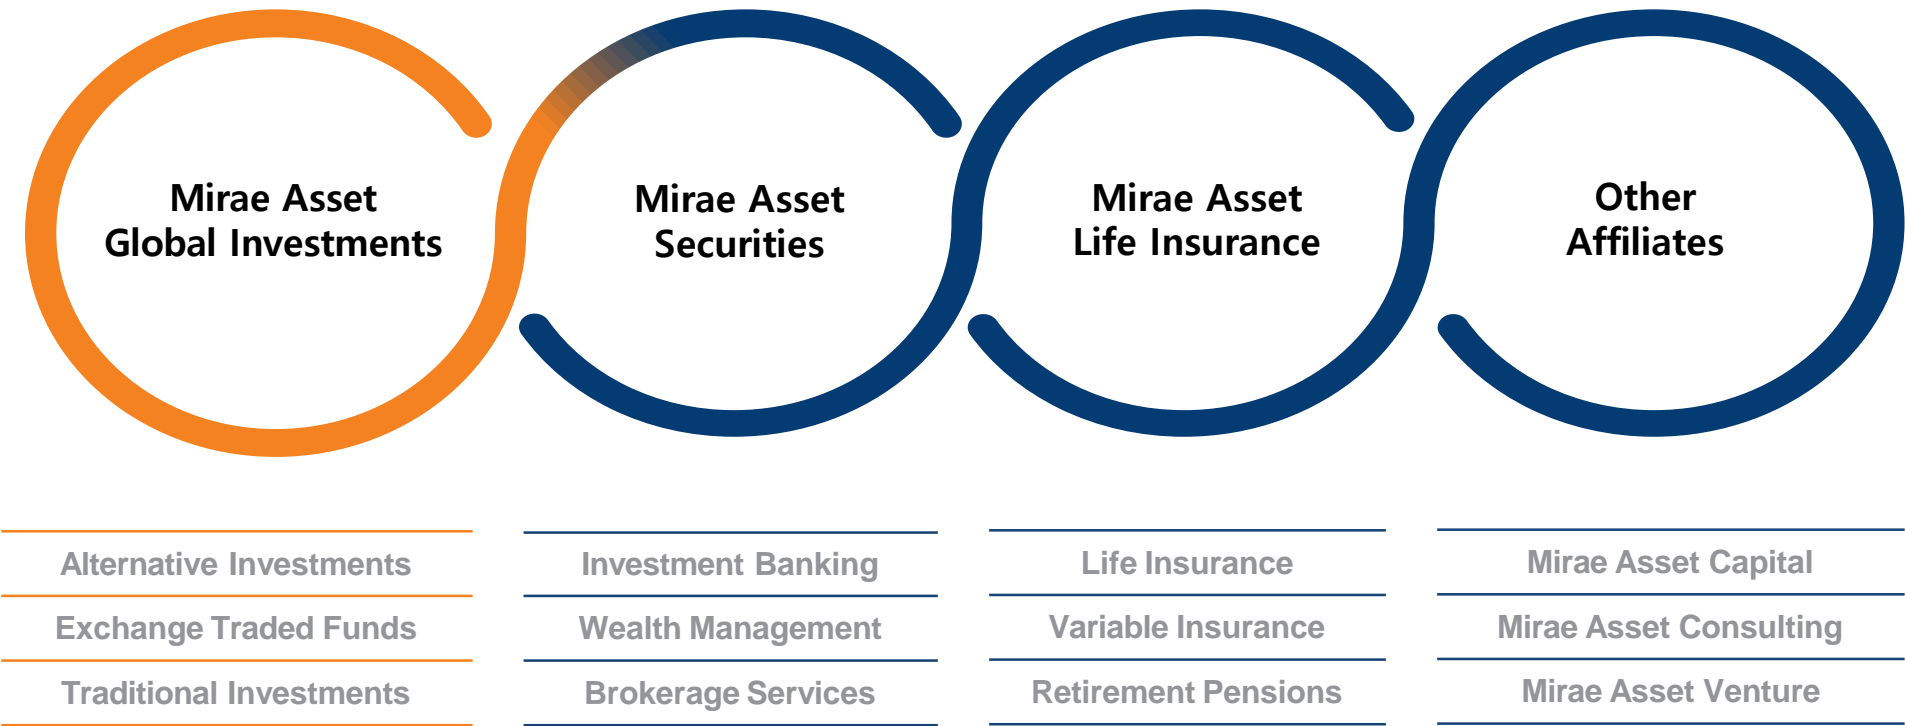 Mirae Asset
Global Investments
Mirae Asset
Securities
Mirae Asset
Life Insurance
Other
Affiliates
Alternative Investments
Exchange Traded Funds
Traditional Investments
Investment Banking
Wealth Management
Brokerage Services
Life Insurance
Variable Insurance
Retirement Pensions
Mirae Asset Capital
Mirae Asset Consulting
Mirae Asset Venture